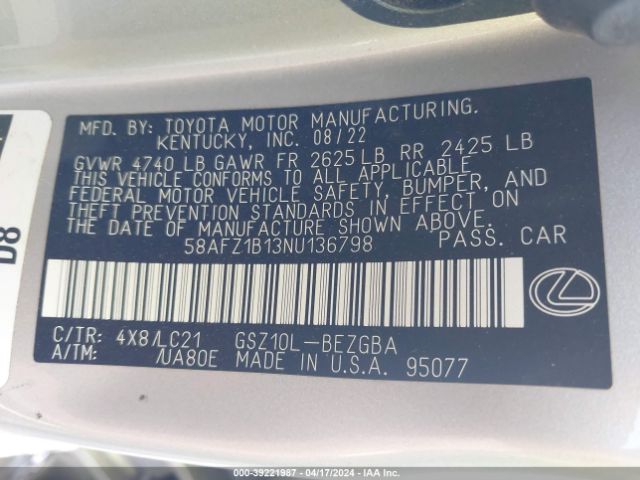 MFD. BY: TOYOTA MOTOR MANUFACTURING,
KENTUCKY, INC. 08/22
GVWR 4740 LB GAWR FR 2625 LB RR 2425 LB
THIS VEHICLE CONFORMS TO ALL APPLICABLE
FEDERAL MOTOR VEHICLE SAFETY, BUMPER, AND
THEFT PREVENTION STANDARDS IN EFFECT ON
THE DATE OF MANUFACTURE SHOWN ABOVE.
58AFZ1B13NU136798 PASS. CAR
C/TR: 4X8/LC21 GSZ10L-BEZGBA
A/TM: /UA80E MADE IN U.S.A. 95077
D8
000-39221987 - 04/17/2024 - IAA Inc.